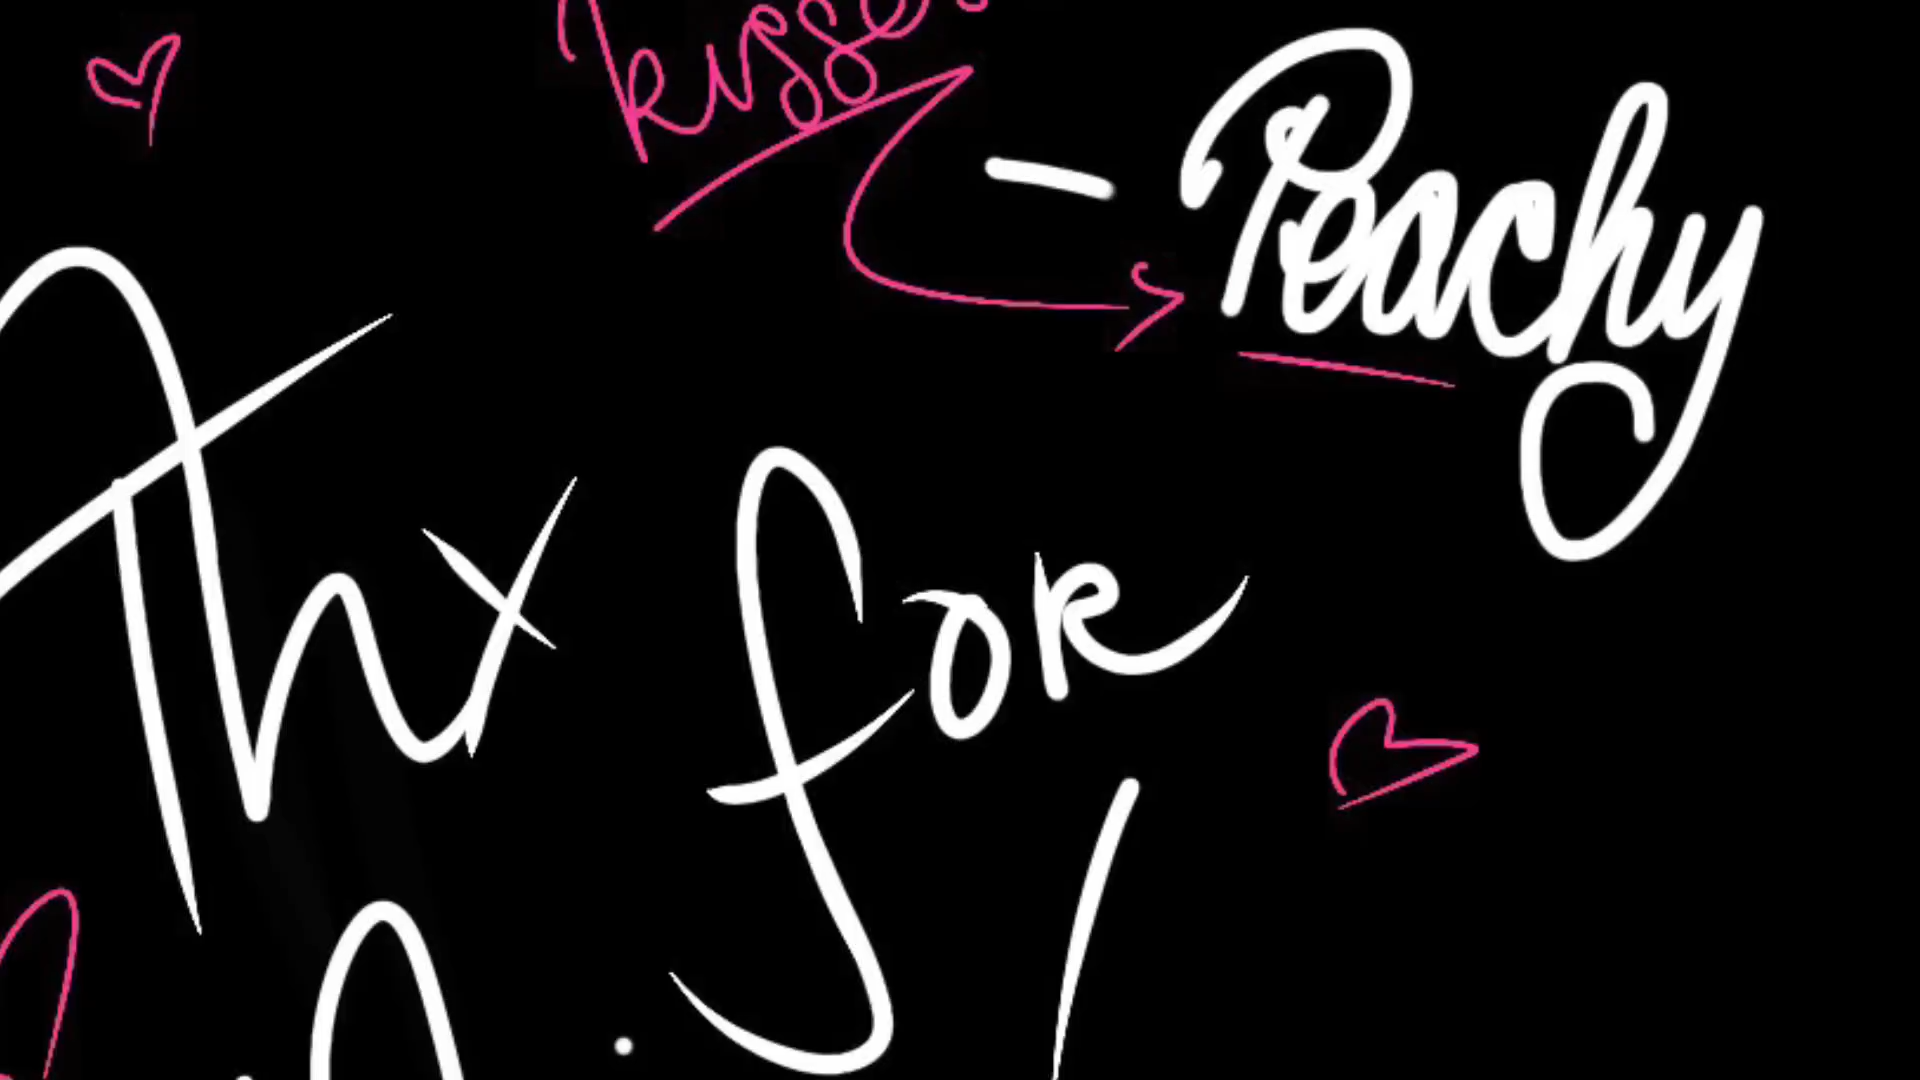 kisses
- Peachy
Thx for